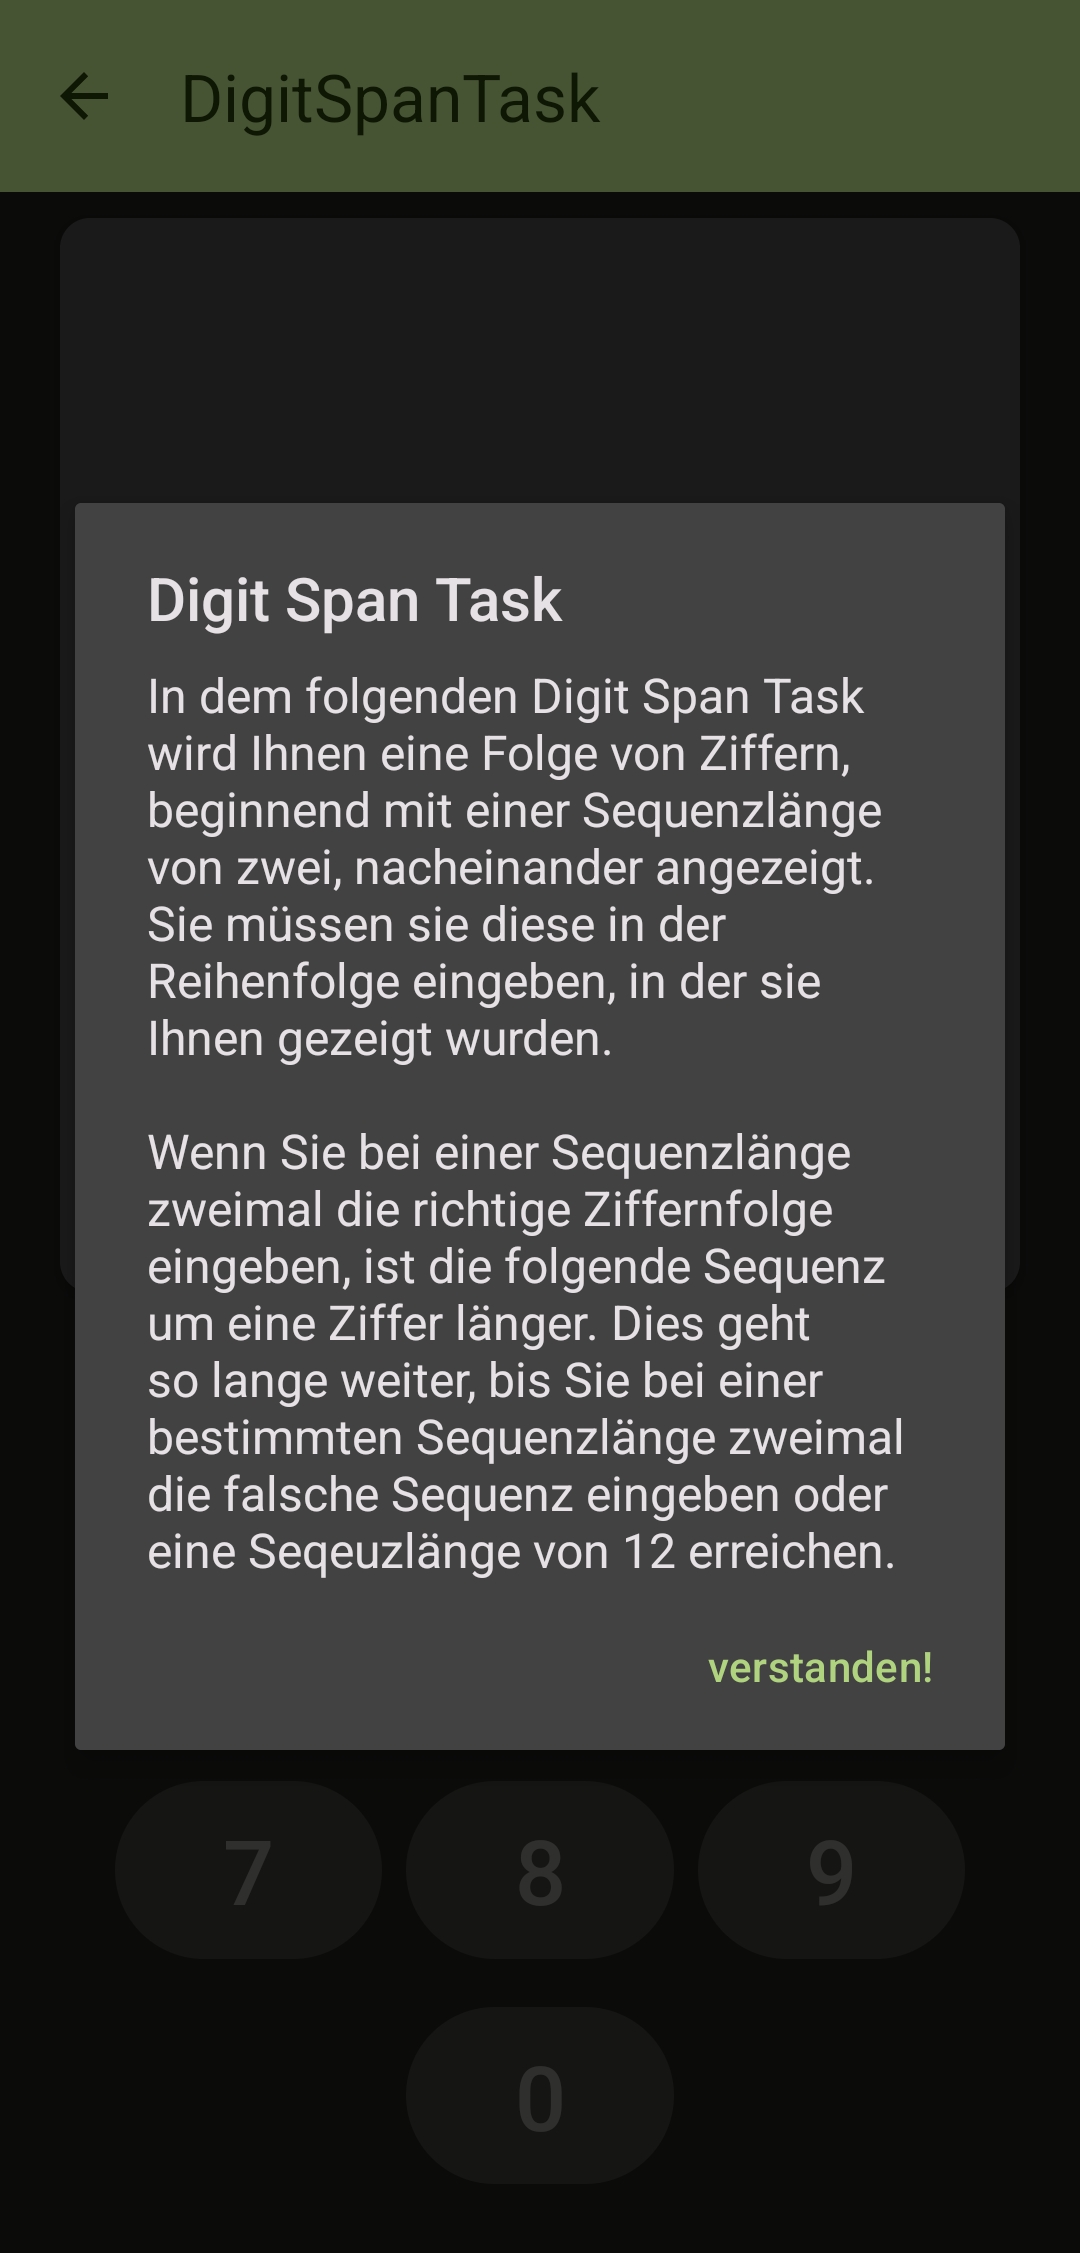 DigitSpanTask
Digit Span Task
In dem folgenden Digit Span Task
wird Ihnen eine Folge von Ziffern,
beginnend mit einer Sequenzlänge
von zwei, nacheinander angezeigt.
Sie müssen sie diese in der
Reihenfolge eingeben, in der sie
Ihnen gezeigt wurden.
Wenn Sie bei einer Sequenzlänge
zweimal die richtige Ziffernfolge
eingeben, ist die folgende Sequenz
um eine Ziffer länger. Dies geht
so lange weiter, bis Sie bei einer
bestimmten Sequenzlänge zweimal
die falsche Sequenz eingeben oder
eine Seqeuzlänge von 12 erreichen.
verstanden!
7 8 9
0